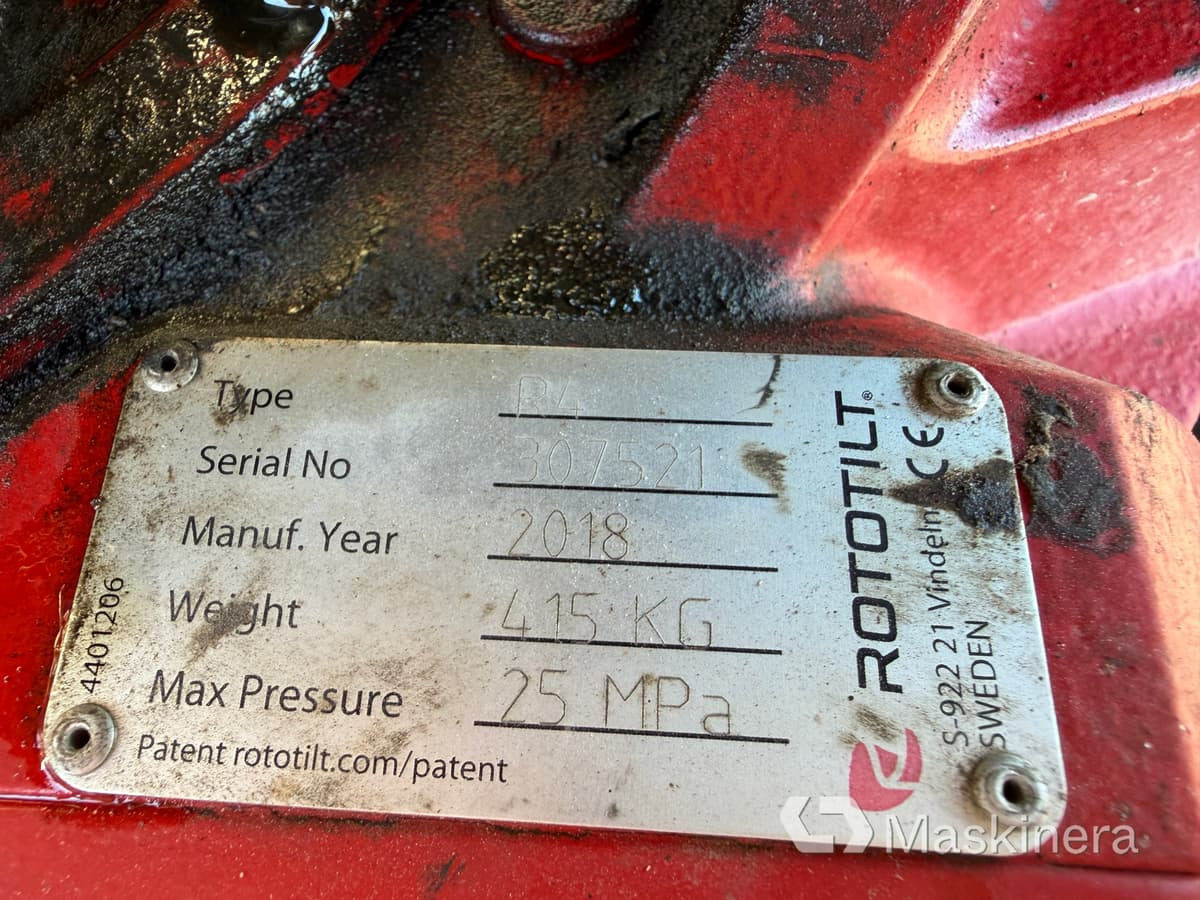 Type R4
Serial No 307521
Manuf. Year 2018
Weight 415 KG
Max Pressure 25 MPa
Patent rototilt.com/patent
4401206
ROTOTILT®
S-922 21 Vindeln CE
SWEDEN
Maskinera